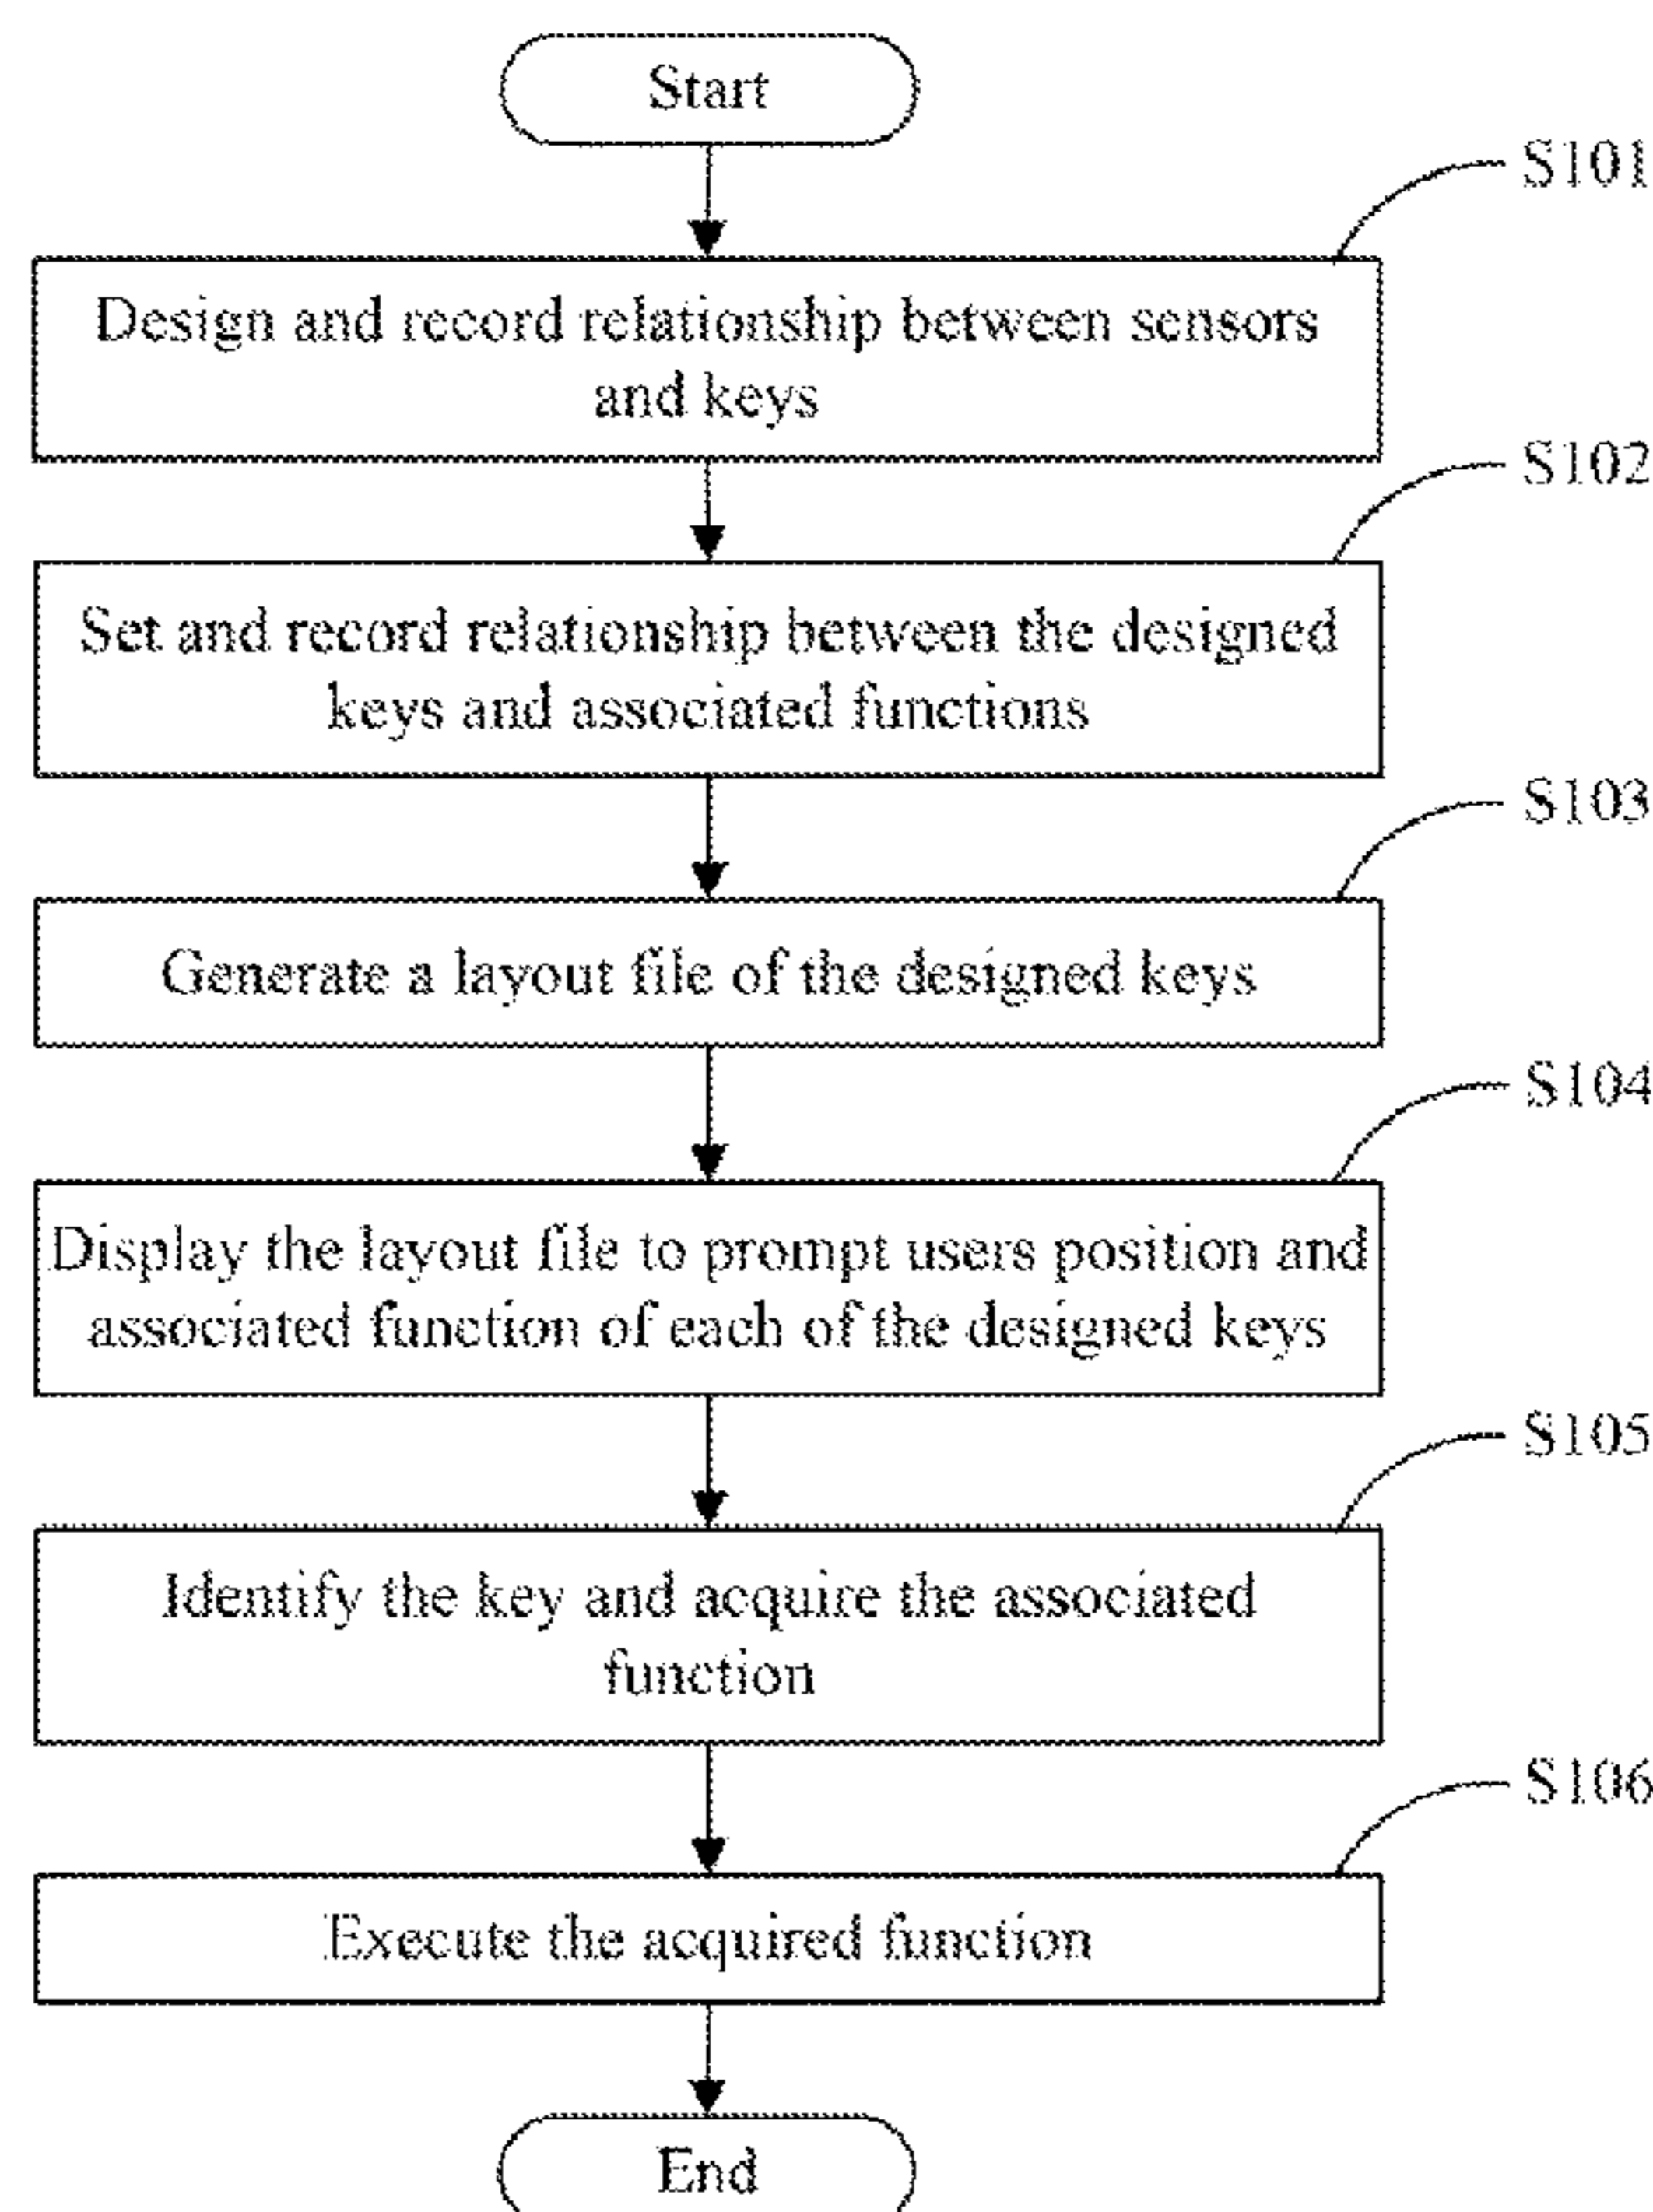 Start
S101
Design and record relationship between sensors
and keys
S102
Set and record relationship between the designed
keys and associated functions
S103
Generate a layout file of the designed keys
S104
Display the layout file to prompt users position and
associated function of each of the designed keys
S105
Identify the key and acquire the associated
function
S106
Execute the acquired function
End